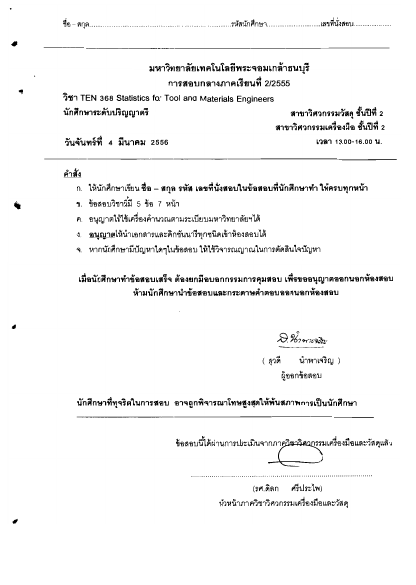 ชื่อ – สกุล.....................................................รหัสนักศึกษา........................เลขที่นั่งสอบ................
มหาวิทยาลัยเทคโนโลยีพระจอมเกล้าธนบุรี
การสอบกลางภาคเรียนที่ 2/2555
วิชา TEN 368 Statistics for Tool and Materials Engineers
นักศึกษาระดับปริญญาตรี สาขาวิศวกรรมวัสดุ ชั้นปีที่ 2
สาขาวิศวกรรมเครื่องมือ ชั้นปีที่ 2
วันจันทร์ที่ 4 มีนาคม 2556 เวลา 13.00-16.00 น.
คำสั่ง
ก. ให้นักศึกษาเขียน ชื่อ – สกุล รหัส เลขที่นั่งสอบในข้อสอบที่นักศึกษาทำ ให้ครบทุกหน้า
ข. ข้อสอบวิชานี้มี 5 ข้อ 7 หน้า
ค. อนุญาตให้ใช้เครื่องคำนวณตามระเบียบมหาวิทยาลัยฯได้
ง. อนุญาตให้นำเอกสารและดิกชันนารีทุกชนิดเข้าห้องสอบได้
จ. หากนักศึกษามีปัญหาใดๆในข้อสอบ ให้ใช้วิจารณญาณในการตัดสินใจปัญหา
เมื่อนักศึกษาทำข้อสอบเสร็จ ต้องยกมือบอกกรรมการคุมสอบ เพื่อขออนุญาตออกนอกห้องสอบ
ห้ามนักศึกษานำข้อสอบและกระดาษคำตอบออกนอกห้องสอบ
( สุวดี นำพาเจริญ )
ผู้ออกข้อสอบ
นักศึกษาที่ทุจริตในการสอบ อาจถูกพิจารณาโทษสูงสุดให้พ้นสภาพการเป็นนักศึกษา
ข้อสอบนี้ได้ผ่านการประเมินจากภาควิชาวิศวกรรมเครื่องมือและวัสดุแล้ว
(รศ.ดิลก ศรีประไพ)
หัวหน้าภาควิชาวิศวกรรมเครื่องมือและวัสดุ